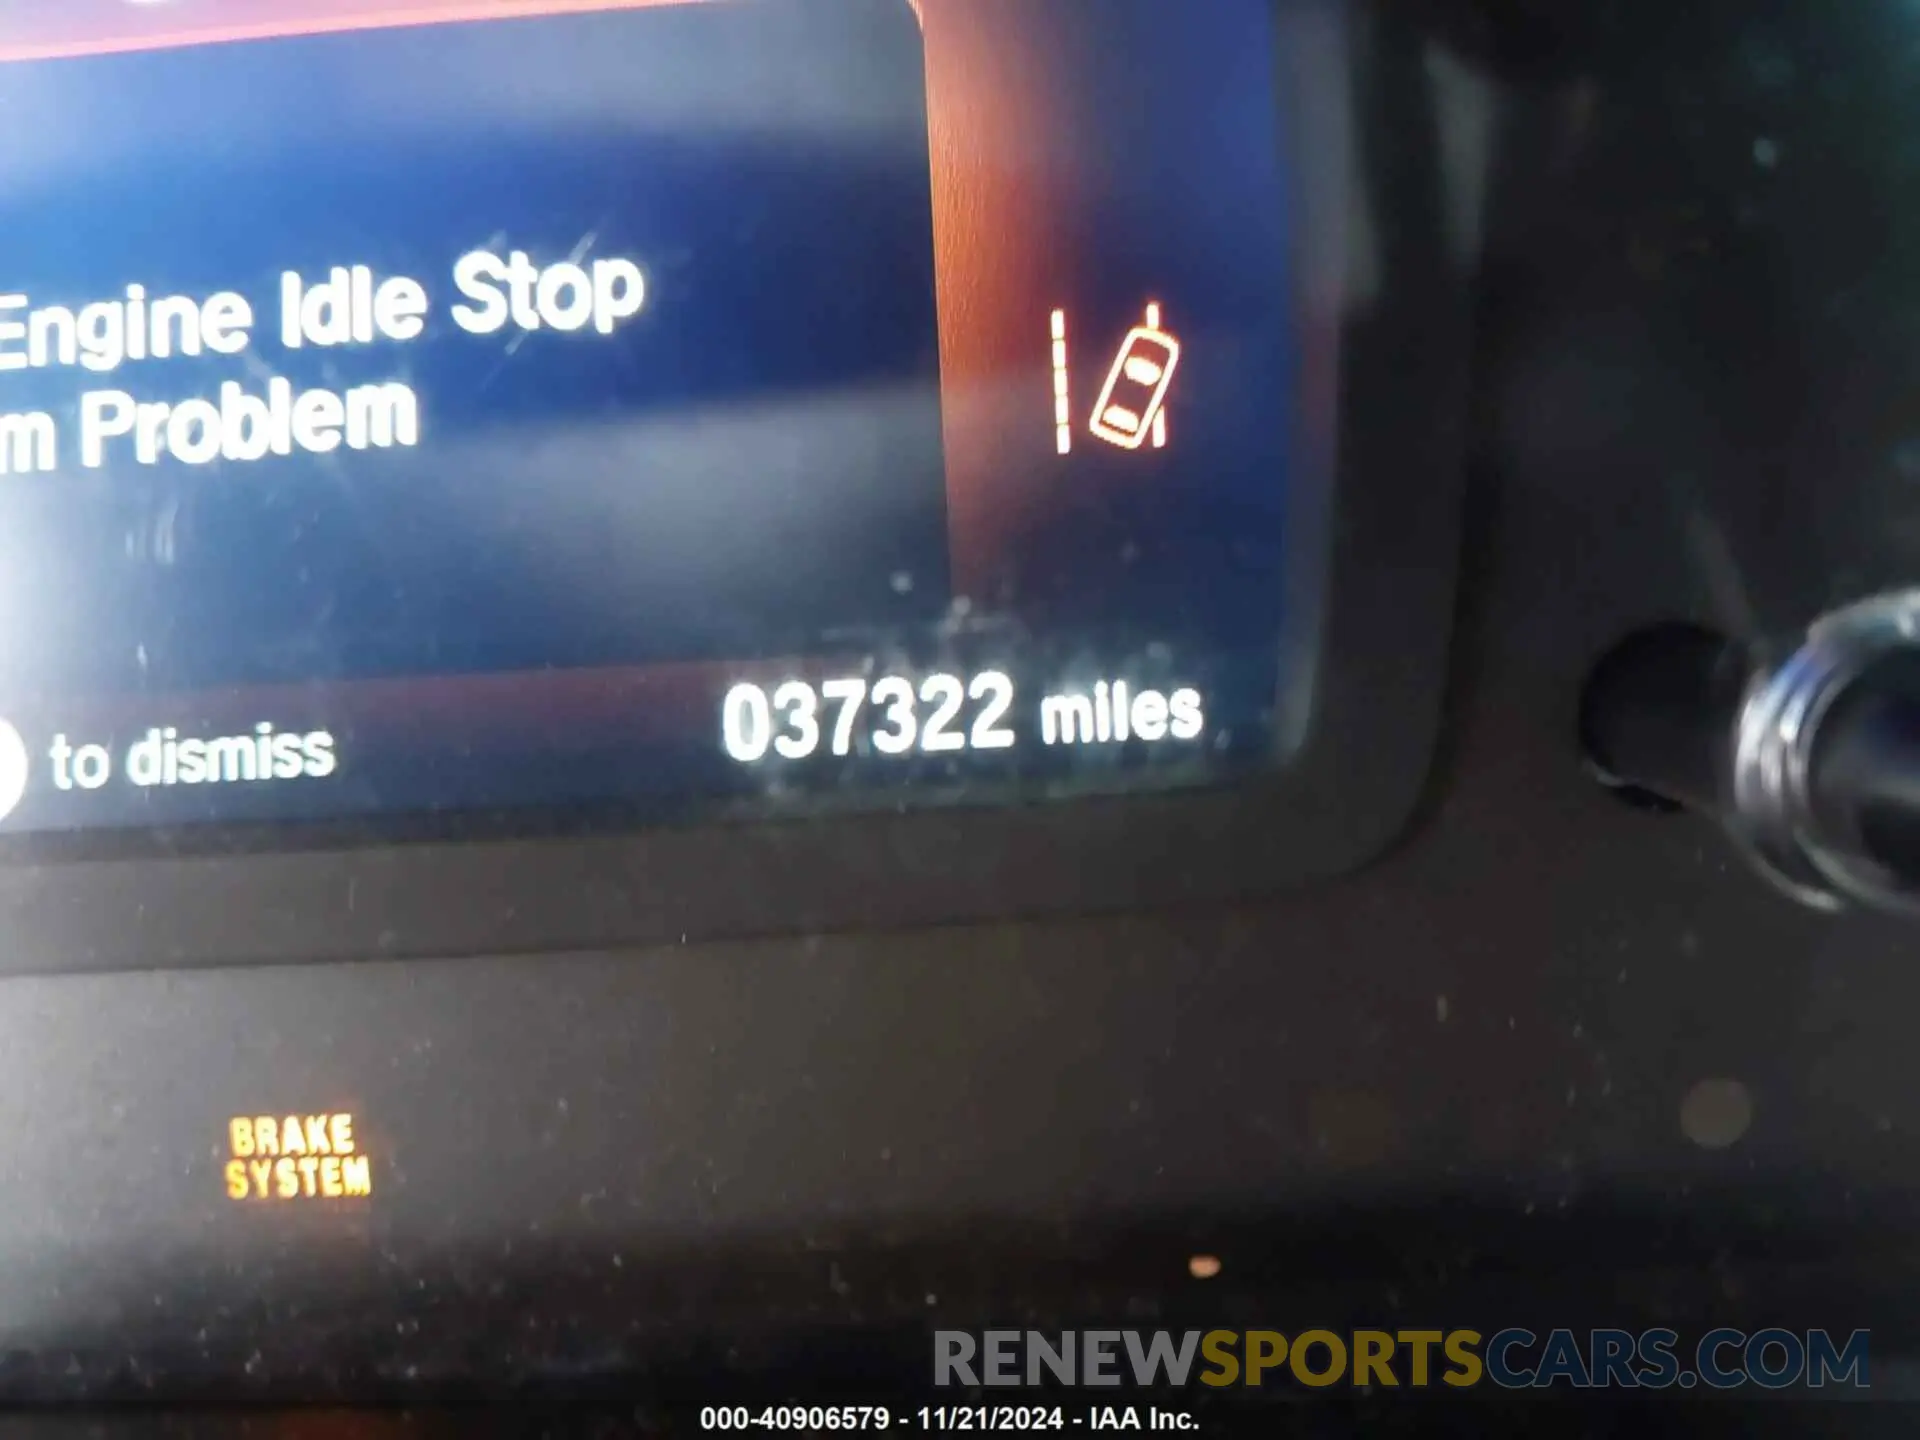 Engine Idle Stop
m Problem
to dismiss
037322 miles
BRAKE
SYSTEM
RENEWSPORTSCARS.COM
000-40906579 - 11/21/2024 - IAA Inc.